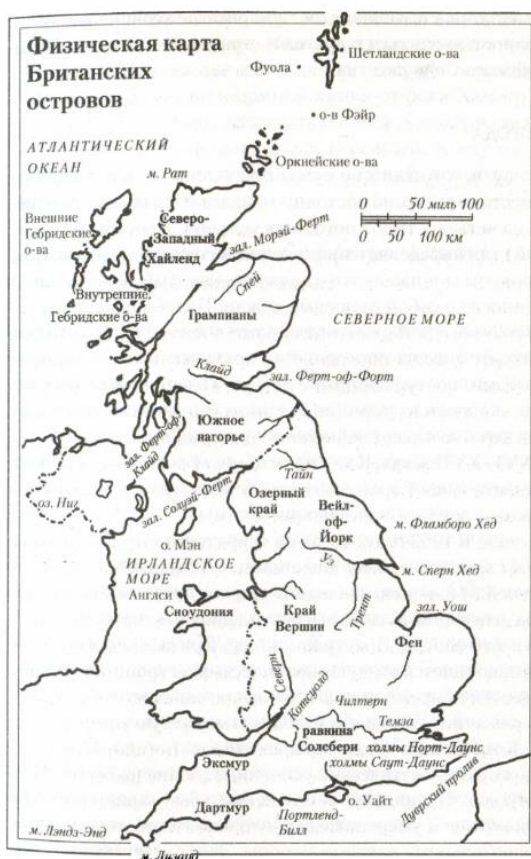 Физическая карта
Британских
островов
Шетландские о-ва
Фуола
о-в Фэйр
АТЛАНТИЧЕСКИЙ
ОКЕАН
Оркнейские о-ва
м. Рат
Внешние
Гебридские
о-ва
Северо-
Западный
Хайленд
зал. Морэй-Ферт
50 миль 100
50 100 км
Спей
Внутренние
Гебридские о-ва
Грампианы
СЕВЕРНОЕ МОРЕ
Клайд
зал. Ферт-оф-Форт
Южное
нагорье
зал. Ферт-оф-
Клайд
Тайн
зал. Солуэй-Ферт
Озерный
край
Вейл-
оф-
Йорк
м. Фламборо Хед
о. Мэн
ИРЛАНДСКОЕ
МОРЕ
Уз
м. Сперн Хед
Англси
Сноудония
Край
Вершин
Трент
зал. Уош
Фен
Северн
Котсуолд
Чилтерн
Темза
равнина
Солсбери
холмы Норт-Даунс
холмы Саут-Даунс
Эксмур
Уайт
Дуврский пролив
Дартмур
Портленд-
Билл
м. Лэндз-Энд
м. Лизард